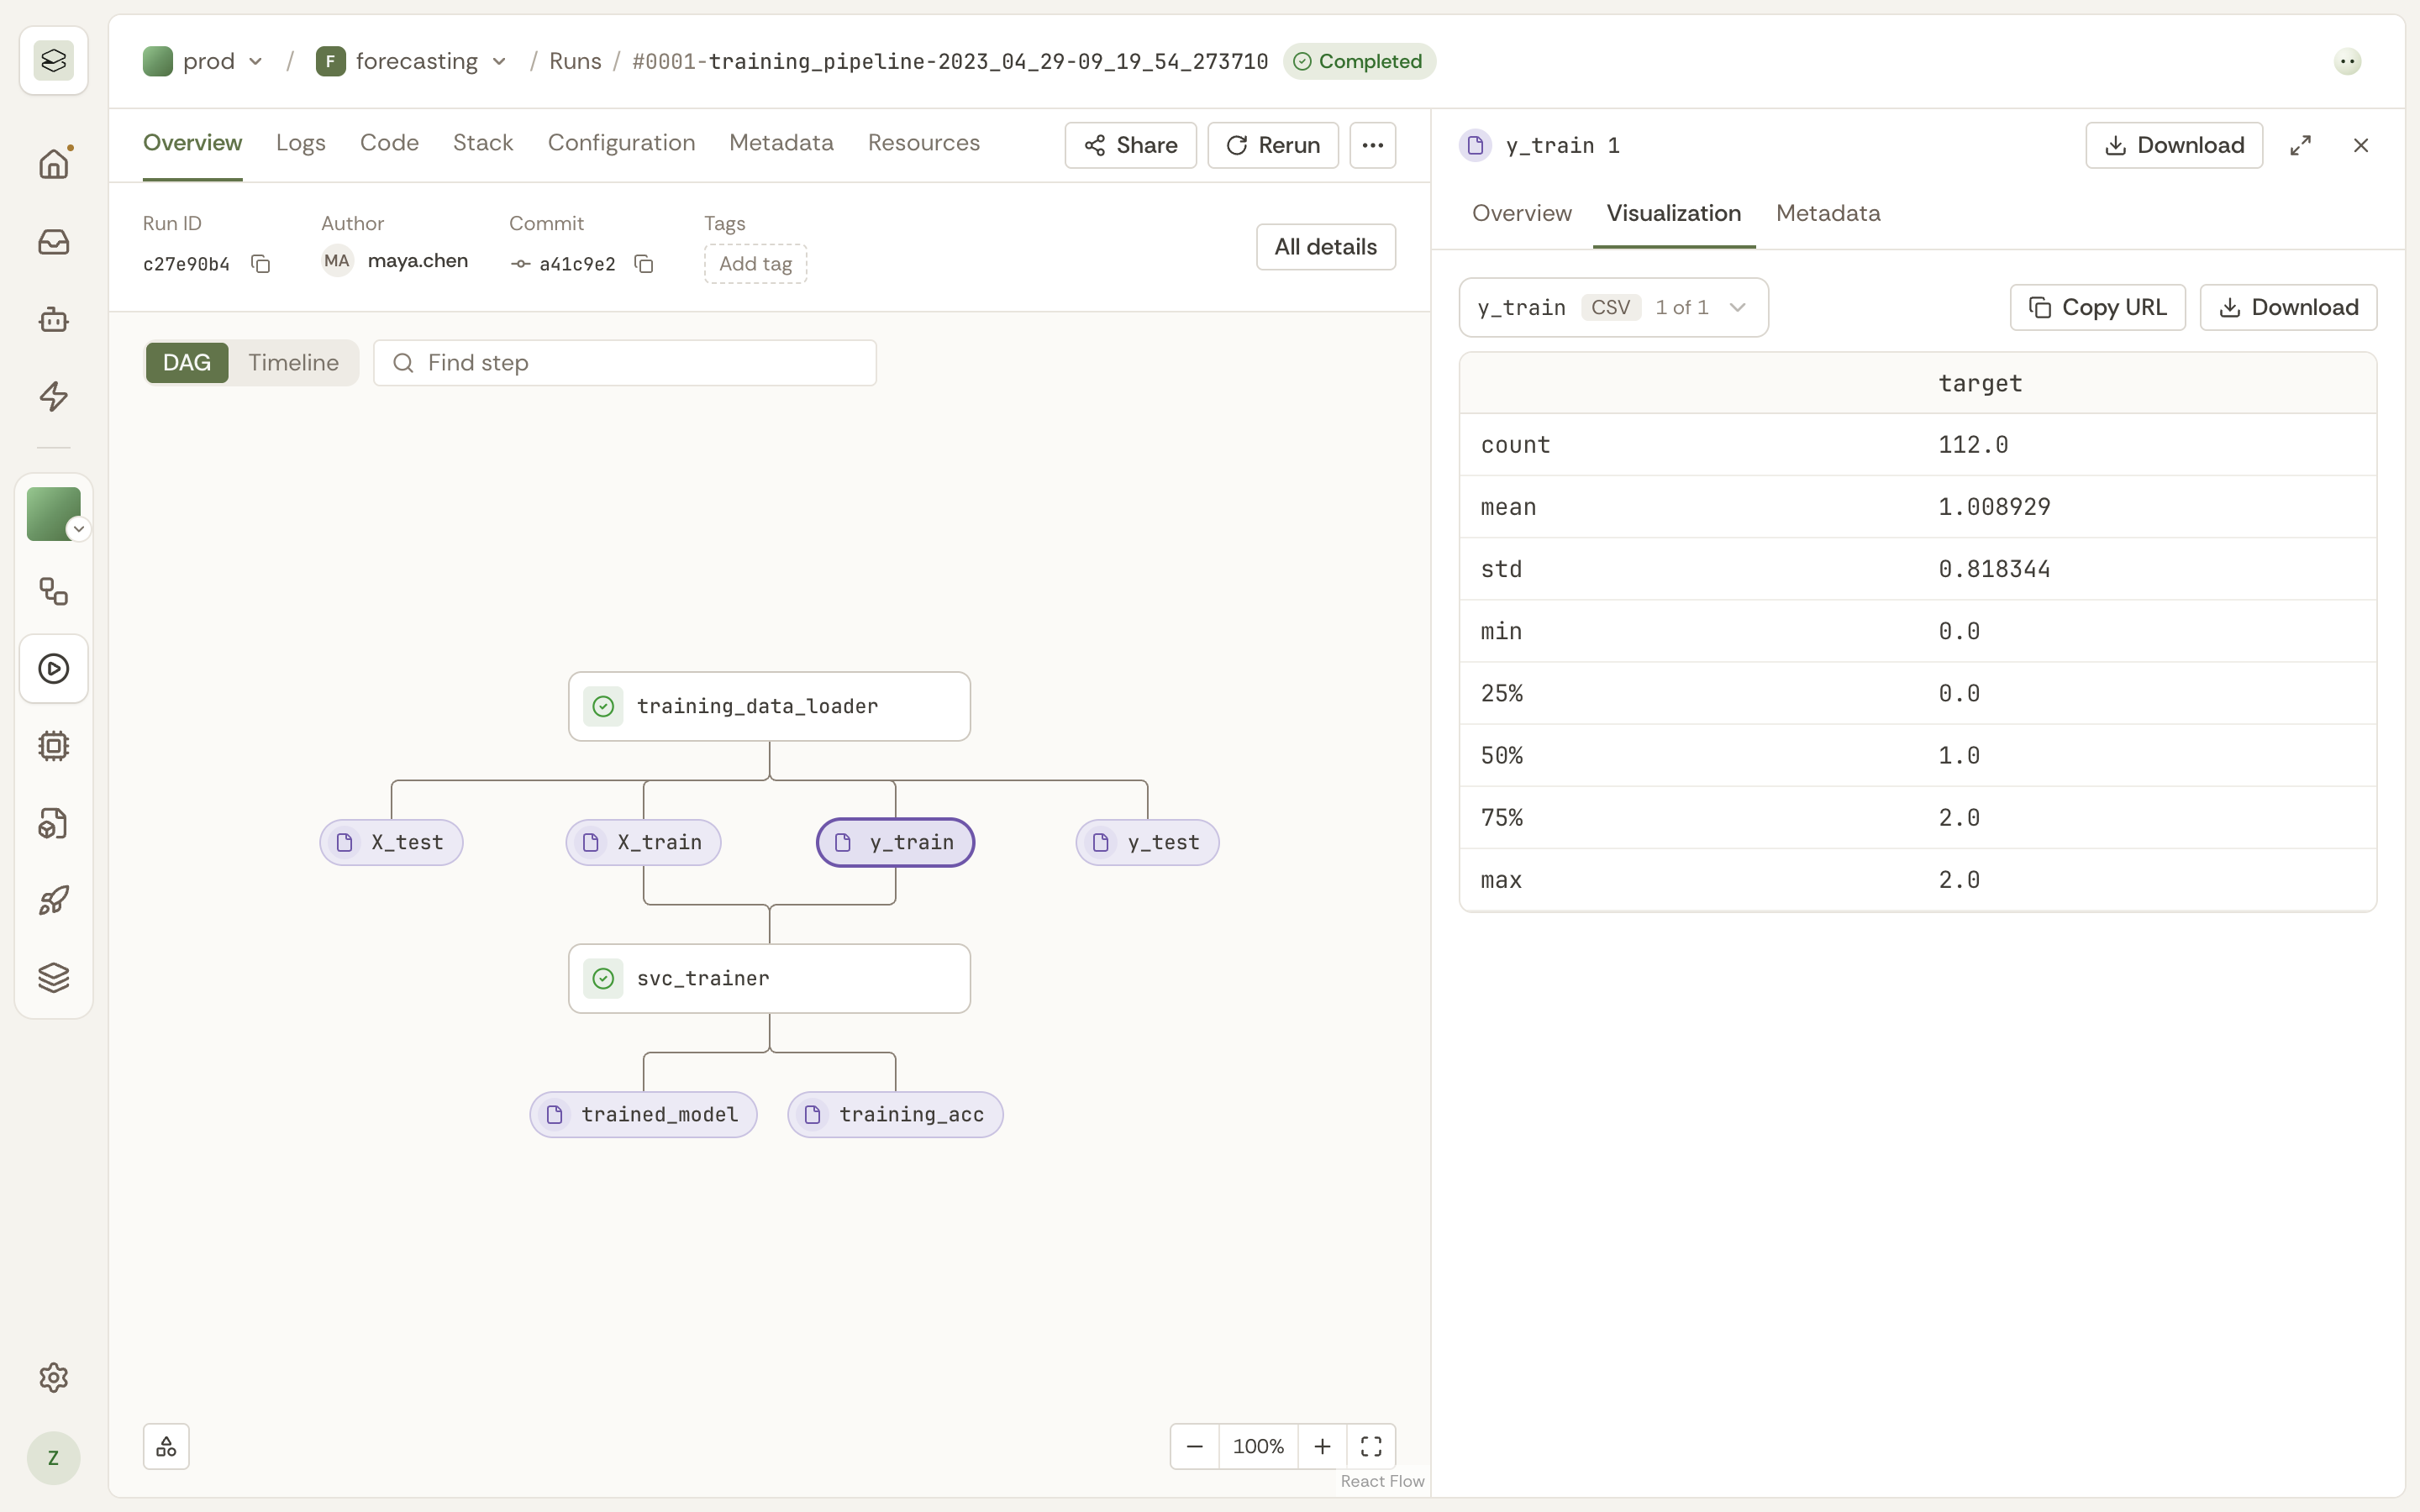 prod / F forecasting / Runs / #0001-training_pipeline-2023_04_29-09_19_54_273710 Completed
Overview Logs Code Stack Configuration Metadata Resources Share Rerun
Run ID Author Commit Tags
c27e90b4 MA maya.chen a41c9e2 Add tag All details
DAG Timeline Find step
training_data_loader
X_test X_train y_train y_test
svc_trainer
trained_model training_acc
100%
React Flow
Z
y_train 1 Download
Overview Visualization Metadata
y_train CSV 1 of 1 Copy URL Download
target
count 112.0
mean 1.008929
std 0.818344
min 0.0
25% 0.0
50% 1.0
75% 2.0
max 2.0